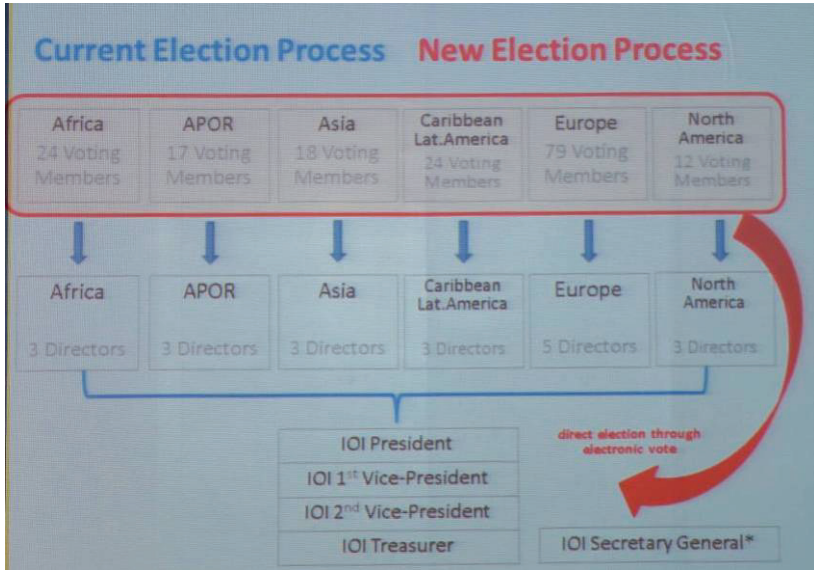 Current Election Process New Election Process
Africa
24 Voting
Members
APOR
17 Voting
Members
Asia
18 Voting
Members
Caribbean
Lat.America
24 Voting
Members
Europe
79 Voting
Members
North
America
12 Voting
Members
Africa
3 Directors
APOR
3 Directors
Asia
3 Directors
Caribbean
Lat.America
3 Directors
Europe
5 Directors
North
America
3 Directors
IOI President
IOI 1st Vice-President
IOI 2nd Vice-President
IOI Treasurer
direct election through
electronic vote
IOI Secretary General*